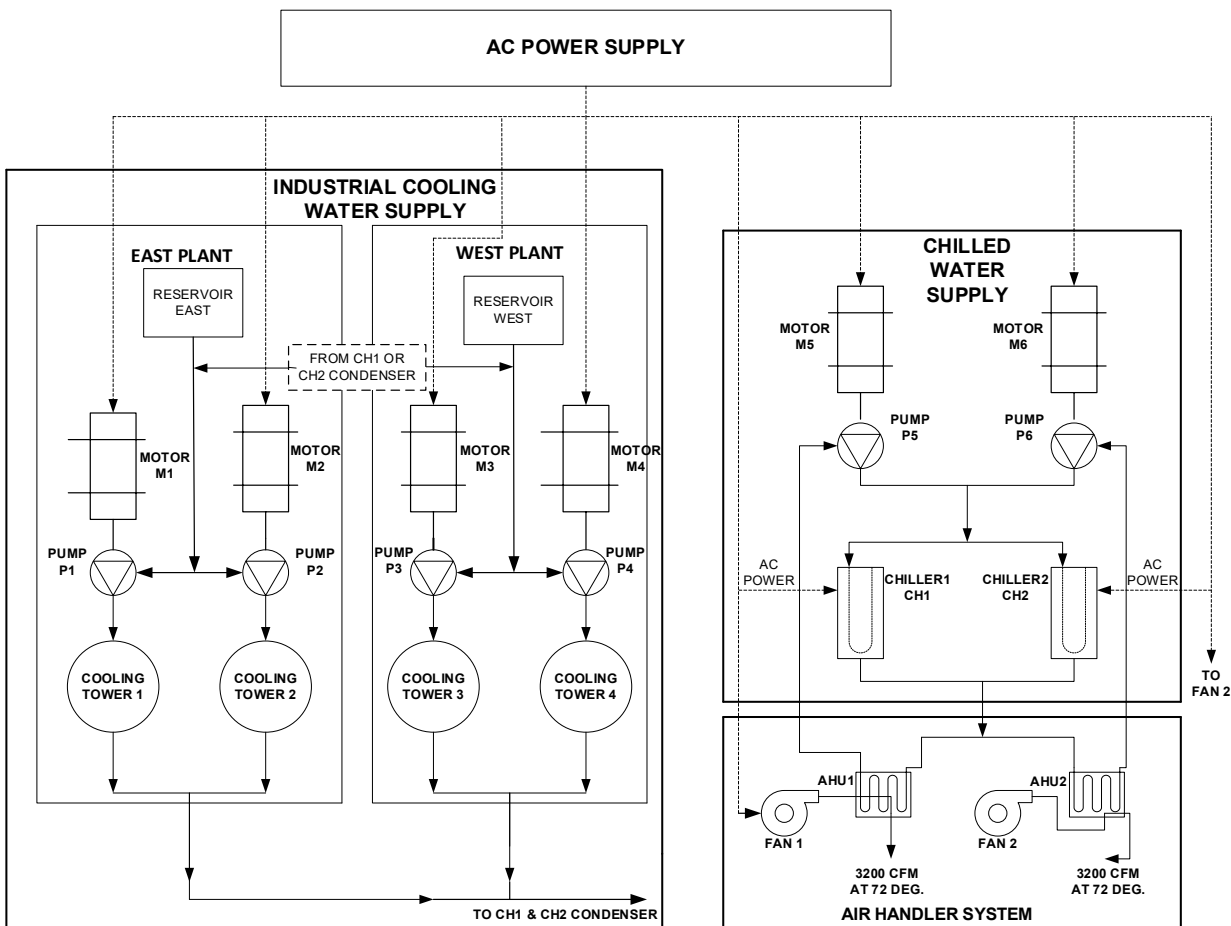 AC POWER SUPPLY
INDUSTRIAL COOLING
WATER SUPPLY
EAST PLANT
RESERVOIR
EAST
WEST PLANT
RESERVOIR
WEST
FROM CH1 OR
CH2 CONDENSER
MOTOR
M1
MOTOR
M2
MOTOR
M3
MOTOR
M4
PUMP
P1
PUMP
P2
PUMP
P3
PUMP
P4
COOLING
TOWER 1
COOLING
TOWER 2
COOLING
TOWER 3
COOLING
TOWER 4
TO CH1 & CH2 CONDENSER
CHILLED
WATER
SUPPLY
MOTOR
M5
MOTOR
M6
PUMP
P5
PUMP
P6
AC
POWER
CHILLER1
CH1
CHILLER2
CH2
AC
POWER
TO
FAN 2
AHU1
AHU2
FAN 1
FAN 2
3200 CFM
AT 72 DEG.
3200 CFM
AT 72 DEG.
AIR HANDLER SYSTEM